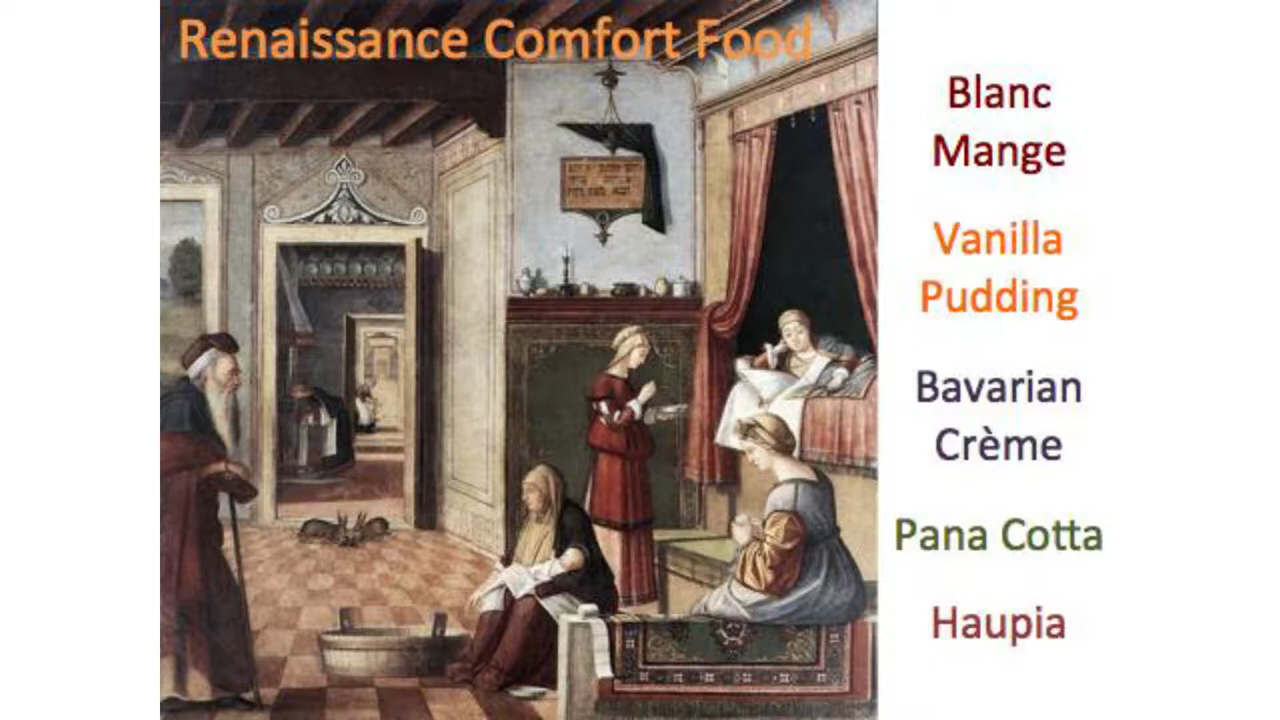 Renaissance Comfort Food
Blanc
Mange
Vanilla
Pudding
Bavarian
Crème
Pana Cotta
Haupia